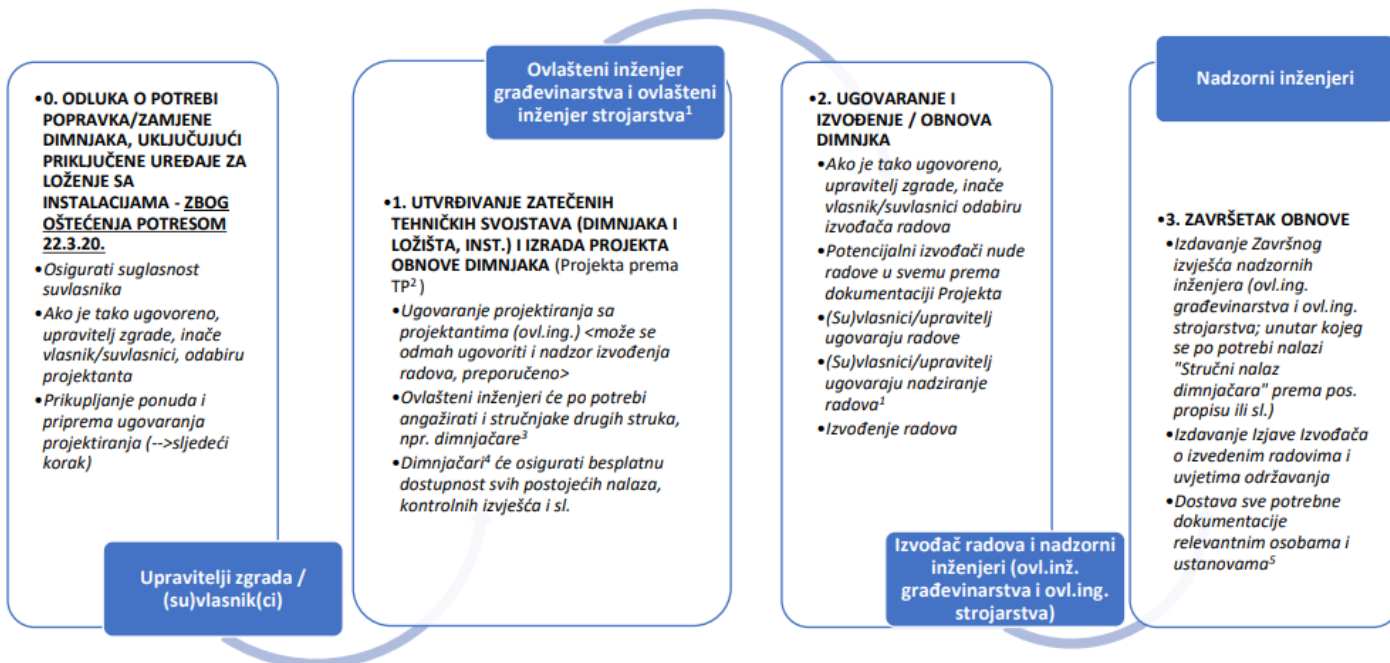 •0. ODLUKA O POTREBI
POPRAVKA/ZAMJENE
DIMNJAKA, UKLJUČUJUĆI
PRIKLJUČENE UREĐAJE ZA
LOŽENJE SA
INSTALACIJAMA - ZBOG
OŠTEĆENJA POTRESOM
22.3.20.
•Osigurati suglasnost
suvlasnika
•Ako je tako ugovoreno,
upravitelj zgrade, inače
vlasnik/suvlasnici, odabiru
projektanta
•Prikupljanje ponuda i
priprema ugovaranja
projektiranja (-->sljedeći
korak)
Upravitelji zgrada /
(su)vlasnik(ci)
Ovlašteni inženjer
građevinarstva i ovlašteni
inženjer strojarstva¹
•1. UTVRĐIVANJE ZATEČENIH
TEHNIČKIH SVOJSTAVA (DIMNJAKA I
LOŽIŠTA, INST.) I IZRADA PROJEKTA
OBNOVE DIMNJAKA (Projekta prema
TP²)
•Ugovaranje projektiranja sa
projektantima (ovl.ing.) <može se
odmah ugovoriti i nadzor izvođenja
radova, preporučeno>
•Ovlašteni inženjeri će po potrebi
angažirati i stručnjake drugih struka,
npr. dimnjačare³
•Dimnjačari⁴ će osigurati besplatnu
dostupnost svih postojećih nalaza,
kontrolnih izvješća i sl.
•2. UGOVARANJE I
IZVOĐENJE / OBNOVA
DIMNJKA
•Ako je tako ugovoreno,
upravitelj zgrade, inače
vlasnik/suvlasnici odabiru
izvođača radova
•Potencijalni izvođači nude
radove u svemu prema
dokumentaciji Projekta
•(Su)vlasnici/upravitelj
ugovaraju radove
•(Su)vlasnici/upravitelj
ugovaraju nadziranje
radova¹
•Izvođenje radova
Izvođač radova i nadzorni
inženjeri (ovl.inž.
građevinarstva i ovl.ing.
strojarstva)
Nadzorni inženjeri
•3. ZAVRŠETAK OBNOVE
•Izdavanje Završnog
izvješća nadzornih
inženjera (ovl.ing.
građevinarstva i ovl.ing.
strojarstva; unutar kojeg
se po potrebi nalazi
"Stručni nalaz
dimnjačara" prema pos.
propisu ili sl.)
•Izdavanje Izjave Izvođača
o izvedenim radovima i
uvjetima održavanja
•Dostava sve potrebne
dokumentacije
relevantnim osobama i
ustanovama⁵